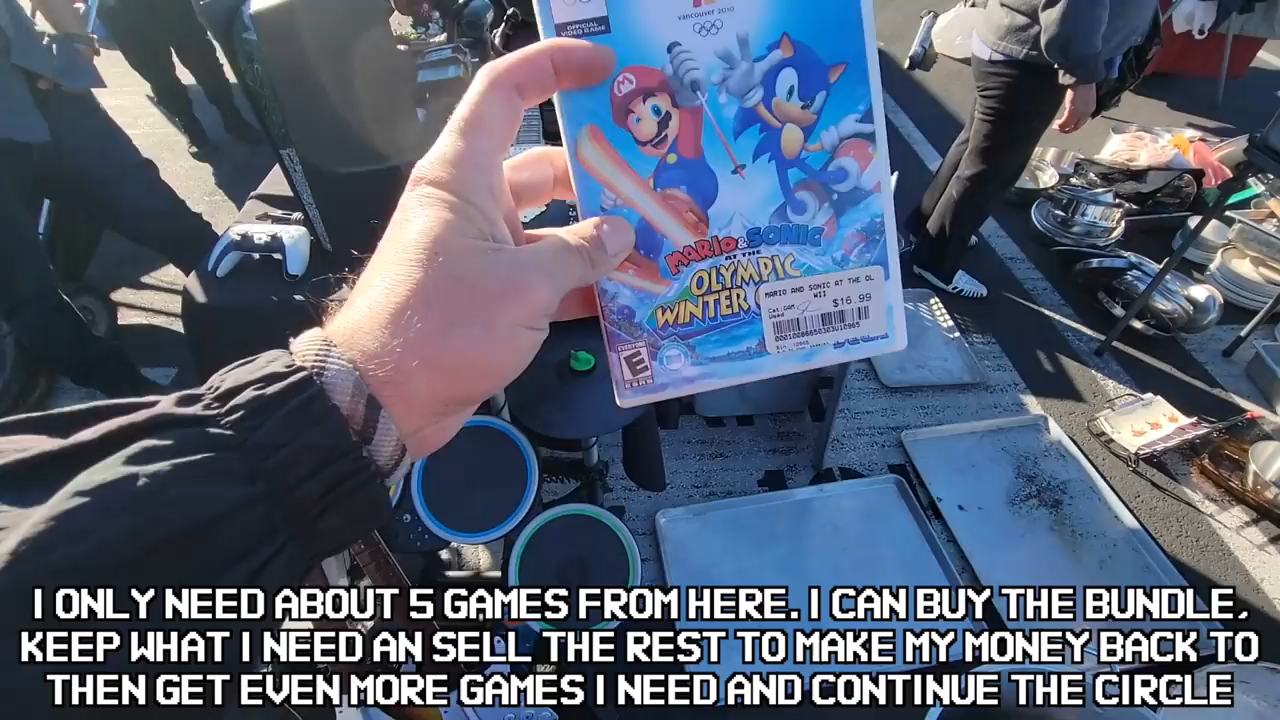 OFFICIAL
VIDEO GAME
vancouver 2010
M
MARIO & SONIC
AT THE
OLYMPIC
WINTER
MARIO AND SONIC AT THE OL
WII
$16.99
Used
EVERYONE
E
ESRB
I ONLY NEED ABOUT 5 GAMES FROM HERE. I CAN BUY THE BUNDLE,
KEEP WHAT I NEED AN SELL THE REST TO MAKE MY MONEY BACK TO
THEN GET EVEN MORE GAMES I NEED AND CONTINUE THE CIRCLE